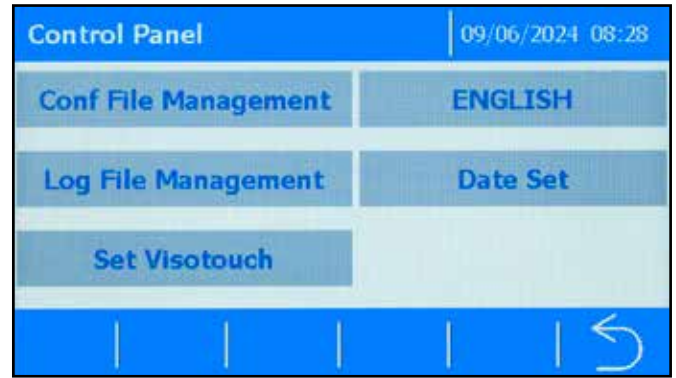 Control Panel
09/06/2024 08:28
Conf File Management
ENGLISH
Log File Management
Date Set
Set Visotouch